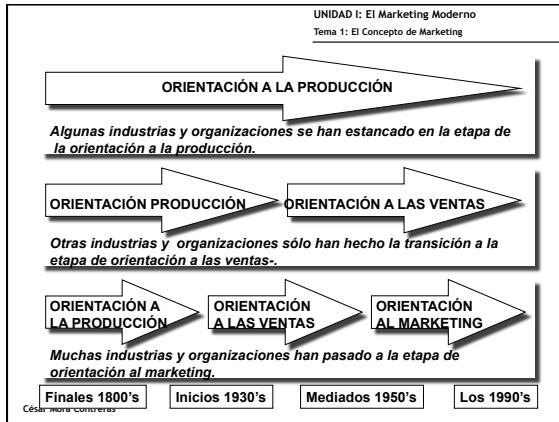 UNIDAD I: El Marketing Moderno
Tema 1: El Concepto de Marketing
ORIENTACIÓN A LA PRODUCCIÓN
Algunas industrias y organizaciones se han estancado en la etapa de
la orientación a la producción.
ORIENTACIÓN PRODUCCIÓN
ORIENTACIÓN A LAS VENTAS
Otras industrias y organizaciones sólo han hecho la transición a la
etapa de orientación a las ventas-.
ORIENTACIÓN A
LA PRODUCCIÓN
ORIENTACIÓN
A LAS VENTAS
ORIENTACIÓN
AL MARKETING
Muchas industrias y organizaciones han pasado a la etapa de
orientación al marketing.
Finales 1800's
Inicios 1930's
Mediados 1950's
Los 1990's
César Mora Contreras